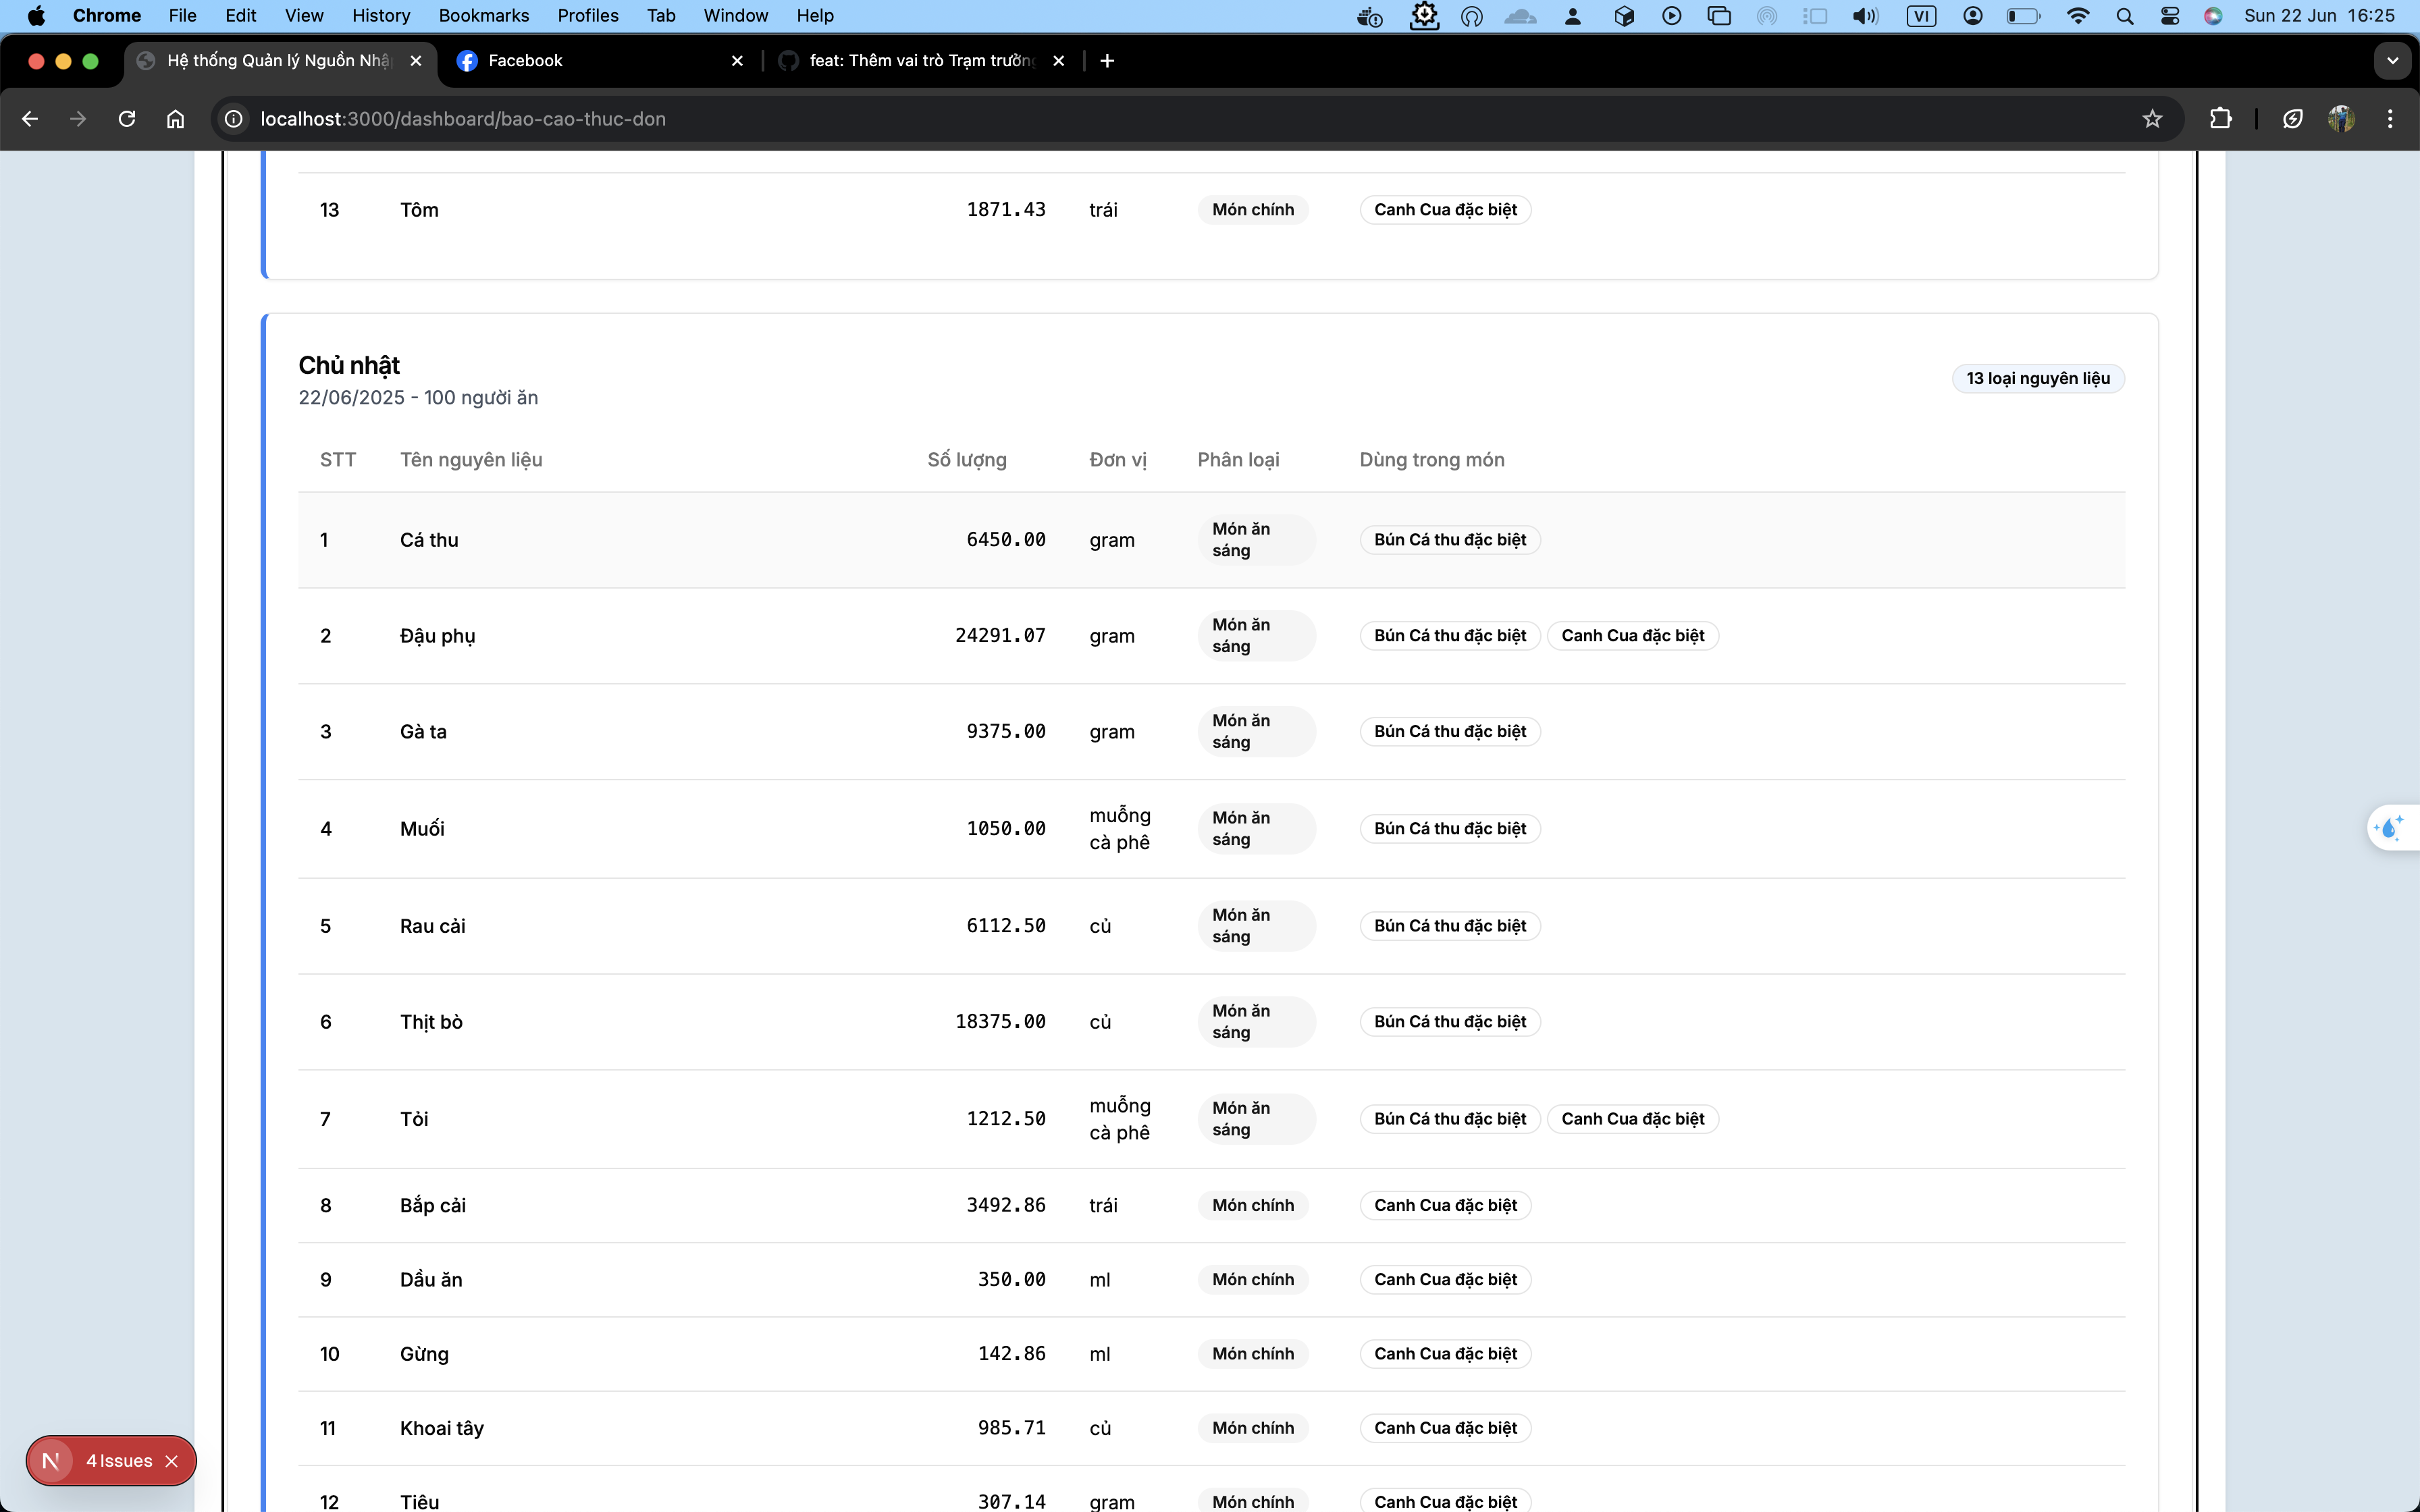 Chrome File Edit View History Bookmarks Profiles Tab Window Help VI Sun 22 Jun 16:25
Hệ thống Quản lý Nguồn Nhậ Facebook feat: Thêm vai trò Trạm trưởng
localhost:3000/dashboard/bao-cao-thuc-don
13 Tôm 1871.43 trái Món chính Canh Cua đặc biệt
Chủ nhật
22/06/2025 - 100 người ăn
13 loại nguyên liệu
STT Tên nguyên liệu Số lượng Đơn vị Phân loại Dùng trong món
1 Cá thu 6450.00 gram Món ăn sáng Bún Cá thu đặc biệt
2 Đậu phụ 24291.07 gram Món ăn sáng Bún Cá thu đặc biệt Canh Cua đặc biệt
3 Gà ta 9375.00 gram Món ăn sáng Bún Cá thu đặc biệt
4 Muối 1050.00 muỗng cà phê Món ăn sáng Bún Cá thu đặc biệt
5 Rau cải 6112.50 củ Món ăn sáng Bún Cá thu đặc biệt
6 Thịt bò 18375.00 củ Món ăn sáng Bún Cá thu đặc biệt
7 Tỏi 1212.50 muỗng cà phê Món ăn sáng Bún Cá thu đặc biệt Canh Cua đặc biệt
8 Bắp cải 3492.86 trái Món chính Canh Cua đặc biệt
9 Dầu ăn 350.00 ml Món chính Canh Cua đặc biệt
10 Gừng 142.86 ml Món chính Canh Cua đặc biệt
11 Khoai tây 985.71 củ Món chính Canh Cua đặc biệt
12 Tiêu 307.14 gram Món chính Canh Cua đặc biệt
N 4 Issues